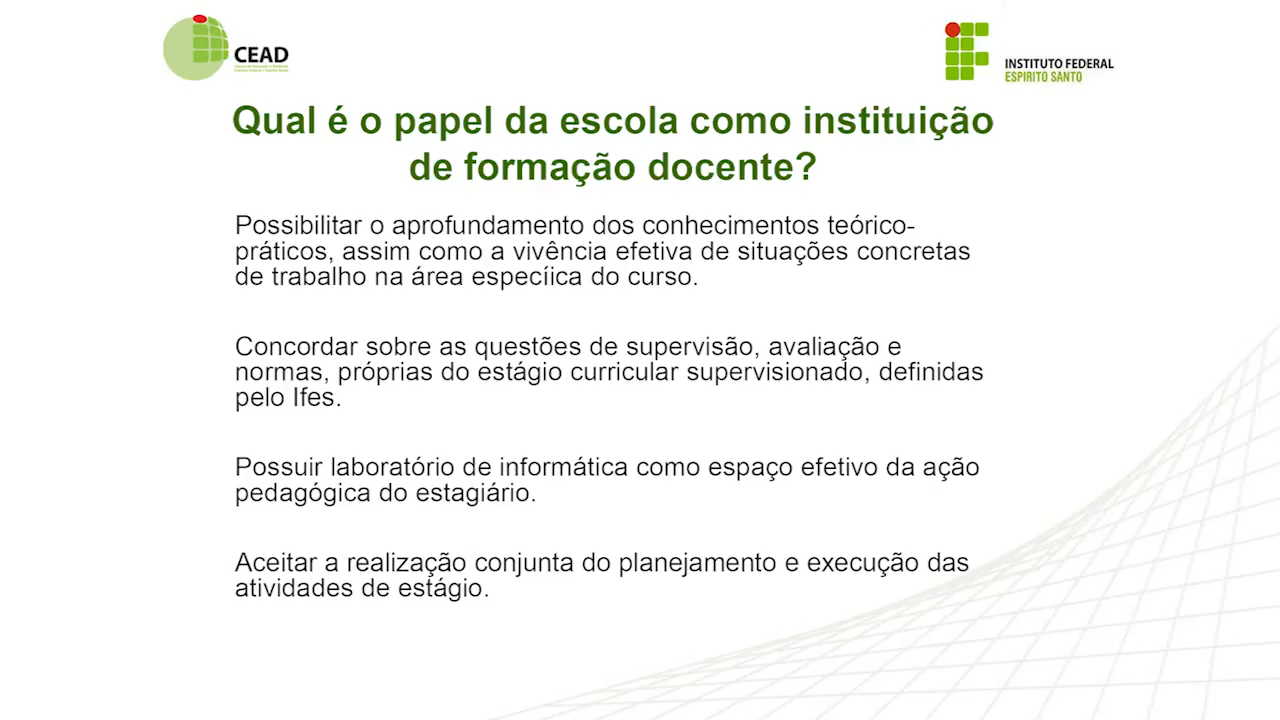 CEAD
INSTITUTO FEDERAL
ESPÍRITO SANTO
Qual é o papel da escola como instituição
de formação docente?
Possibilitar o aprofundamento dos conhecimentos teórico-
práticos, assim como a vivência efetiva de situações concretas
de trabalho na área especíica do curso.
Concordar sobre as questões de supervisão, avaliação e
normas, próprias do estágio curricular supervisionado, definidas
pelo Ifes.
Possuir laboratório de informática como espaço efetivo da ação
pedagógica do estagiário.
Aceitar a realização conjunta do planejamento e execução das
atividades de estágio.